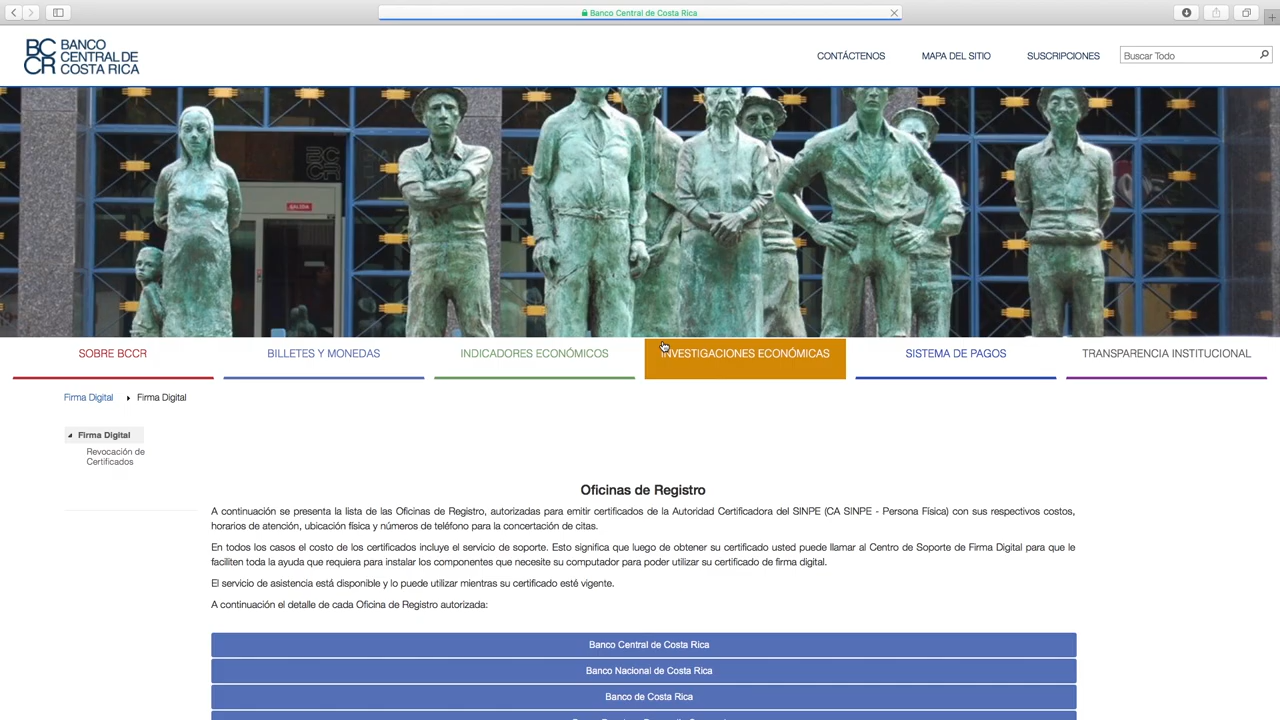 Banco Central de Costa Rica
BANCO
CENTRAL DE
COSTA RICA
CONTÁCTENOS
MAPA DEL SITIO
SUSCRIPCIONES
Buscar Todo
BCCR
SALIDA
SOBRE BCCR
BILLETES Y MONEDAS
INDICADORES ECONÓMICOS
INVESTIGACIONES ECONÓMICAS
SISTEMA DE PAGOS
TRANSPARENCIA INSTITUCIONAL
Firma Digital
Firma Digital
Firma Digital
Revocación de
Certificados
Oficinas de Registro
A continuación se presenta la lista de las Oficinas de Registro, autorizadas para emitir certificados de la Autoridad Certificadora del SINPE (CA SINPE - Persona Física) con sus respectivos costos,
horarios de atención, ubicación física y números de teléfono para la concertación de citas.
En todos los casos el costo de los certificados incluye el servicio de soporte. Esto significa que luego de obtener su certificado usted puede llamar al Centro de Soporte de Firma Digital para que le
faciliten toda la ayuda que requiera para instalar los componentes que necesite su computador para poder utilizar su certificado de firma digital.
El servicio de asistencia está disponible y lo puede utilizar mientras su certificado esté vigente.
A continuación el detalle de cada Oficina de Registro autorizada:
Banco Central de Costa Rica
Banco Nacional de Costa Rica
Banco de Costa Rica